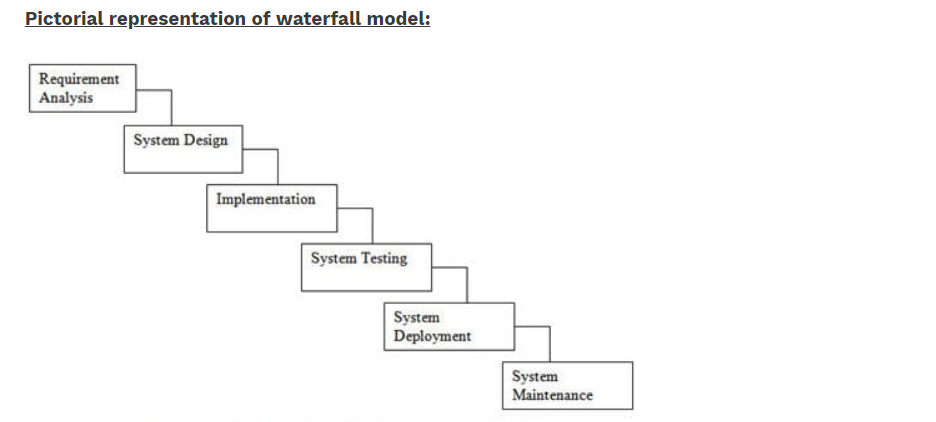 Pictorial representation of waterfall model:
Requirement
Analysis
System Design
Implementation
System Testing
System
Deployment
System
Maintenance